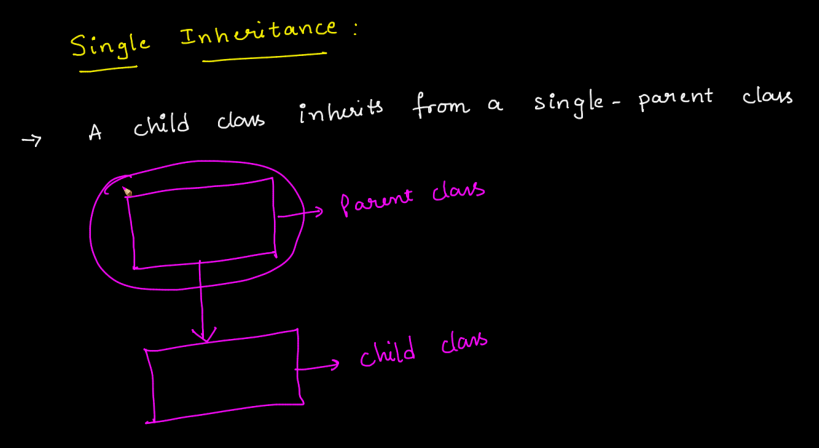 Single Inheritance :
→ A child class inherits from a single - parent class
Parent class
child class